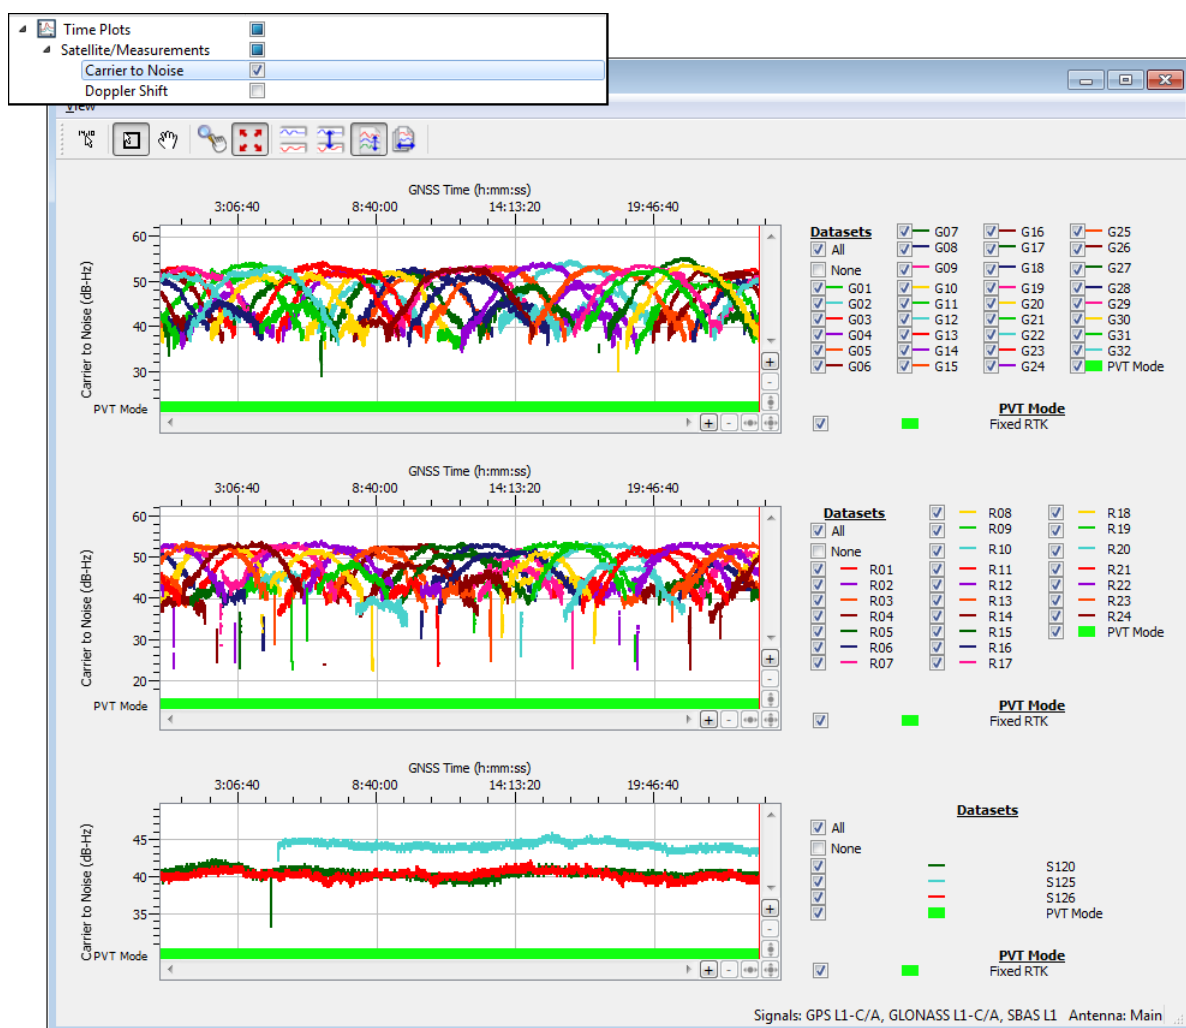 Time Plots
Satellite/Measurements
Carrier to Noise
Doppler Shift
View
GNSS Time (h:mm:ss)
3:06:40 8:40:00 14:13:20 19:46:40
Carrier to Noise (dB-Hz)
60
50
40
30
PVT Mode
+ -
Datasets
All
None
G01
G02
G03
G04
G05
G06
G07
G08
G09
G10
G11
G12
G13
G14
G15
G16
G17
G18
G19
G20
G21
G22
G23
G24
G25
G26
G27
G28
G29
G30
G31
G32
PVT Mode
PVT Mode
Fixed RTK
GNSS Time (h:mm:ss)
3:06:40 8:40:00 14:13:20 19:46:40
Carrier to Noise (dB-Hz)
60
50
40
30
20
PVT Mode
+ -
Datasets
All
None
R01
R02
R03
R04
R05
R06
R07
R08
R09
R10
R11
R12
R13
R14
R15
R16
R17
R18
R19
R20
R21
R22
R23
R24
PVT Mode
PVT Mode
Fixed RTK
GNSS Time (h:mm:ss)
3:06:40 8:40:00 14:13:20 19:46:40
Carrier to Noise (dB-Hz)
45
40
35
PVT Mode
+ -
Datasets
All
None
S120
S125
S126
PVT Mode
PVT Mode
Fixed RTK
Signals: GPS L1-C/A, GLONASS L1-C/A, SBAS L1 Antenna: Main